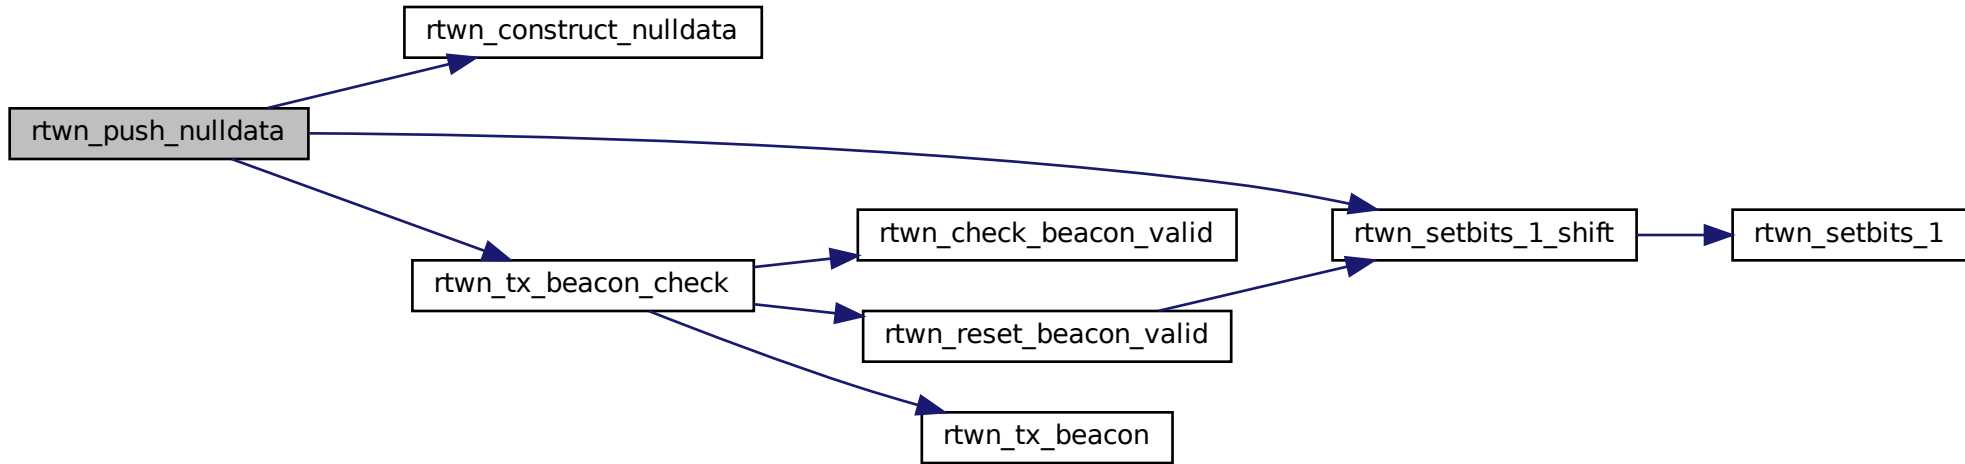 rtwn_construct_nulldata
rtwn_push_nulldata
rtwn_check_beacon_valid
rtwn_setbits_1_shift
rtwn_setbits_1
rtwn_tx_beacon_check
rtwn_reset_beacon_valid
rtwn_tx_beacon